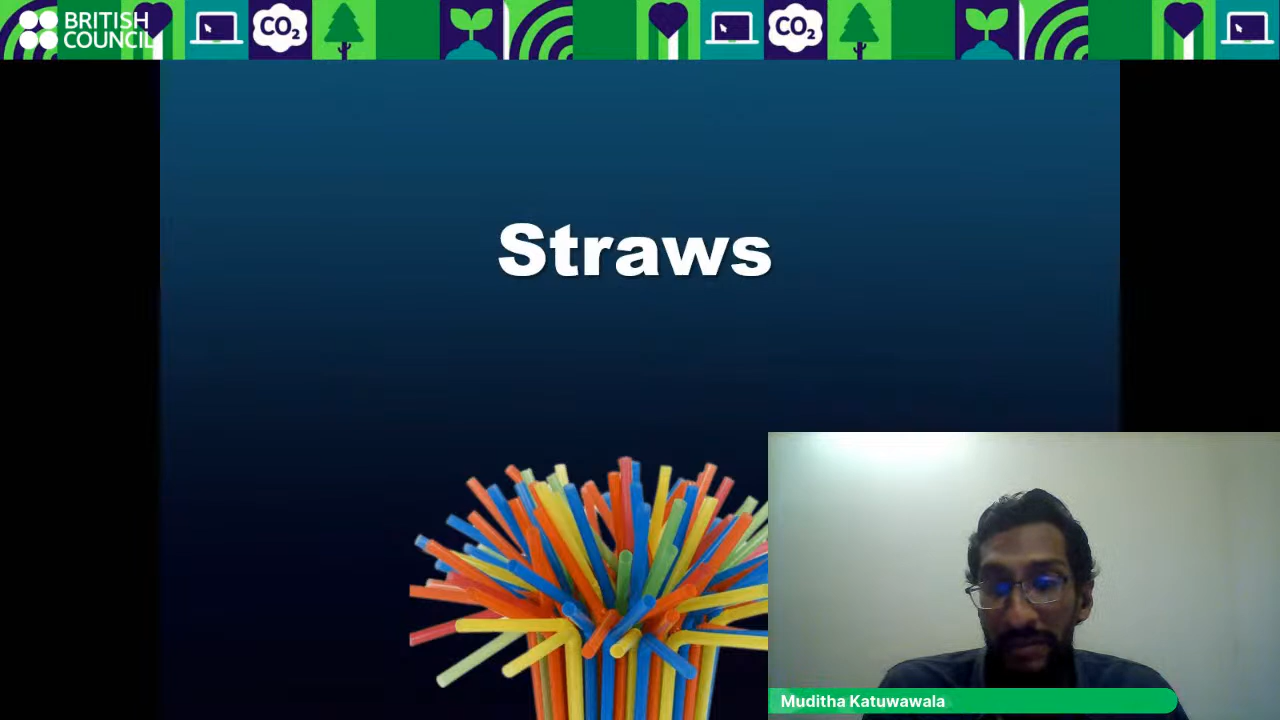 BRITISH
COUNCIL
CO₂
CO₂
Straws
Muditha Katuwawala